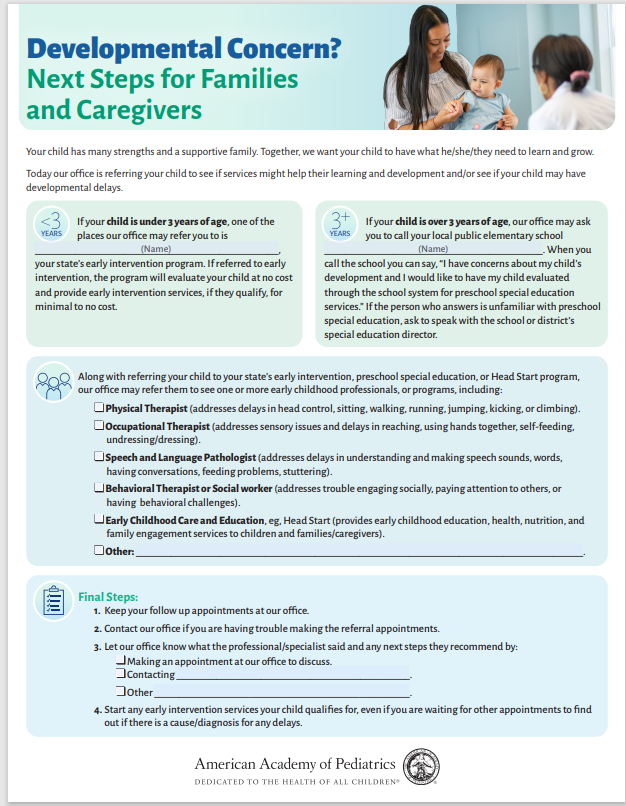 Developmental Concern?
Next Steps for Families
and Caregivers
Your child has many strengths and a supportive family. Together, we want your child to have what he/she/they need to learn and grow.
Today our office is referring your child to see if services might help their learning and development and/or see if your child may have
developmental delays.
<3
YEARS
If your child is under 3 years of age, one of the
places our office may refer you to is
(Name)
,
your state's early intervention program. If referred to early
intervention, the program will evaluate your child at no cost
and provide early intervention services, if they qualify, for
minimal to no cost.
3+
YEARS
If your child is over 3 years of age, our office may ask
you to call your local public elementary school
(Name)
. When you
call the school you can say, "I have concerns about my child's
development and I would like to have my child evaluated
through the school system for preschool special education
services." If the person who answers is unfamiliar with preschool
special education, ask to speak with the school or district's
special education director.
Along with referring your child to your state's early intervention, preschool special education, or Head Start program,
our office may refer them to see one or more early childhood professionals, or programs, including:
Physical Therapist (addresses delays in head control, sitting, walking, running, jumping, kicking, or climbing).
Occupational Therapist (addresses sensory issues and delays in reaching, using hands together, self-feeding,
undressing/dressing).
Speech and Language Pathologist (addresses delays in understanding and making speech sounds, words,
having conversations, feeding problems, stuttering).
Behavioral Therapist or Social worker (addresses trouble engaging socially, paying attention to others, or
having behavioral challenges).
Early Childhood Care and Education, eg, Head Start (provides early childhood education, health, nutrition, and
family engagement services to children and families/caregivers).
Other: .
Final Steps:
1. Keep your follow up appointments at our office.
2. Contact our office if you are having trouble making the referral appointments.
3. Let our office know what the professional/specialist said and any next steps they recommend by:
Making an appointment at our office to discuss.
Contacting .
Other .
4. Start any early intervention services your child qualifies for, even if you are waiting for other appointments to find
out if there is a cause/diagnosis for any delays.
American Academy of Pediatrics
DEDICATED TO THE HEALTH OF ALL CHILDREN®